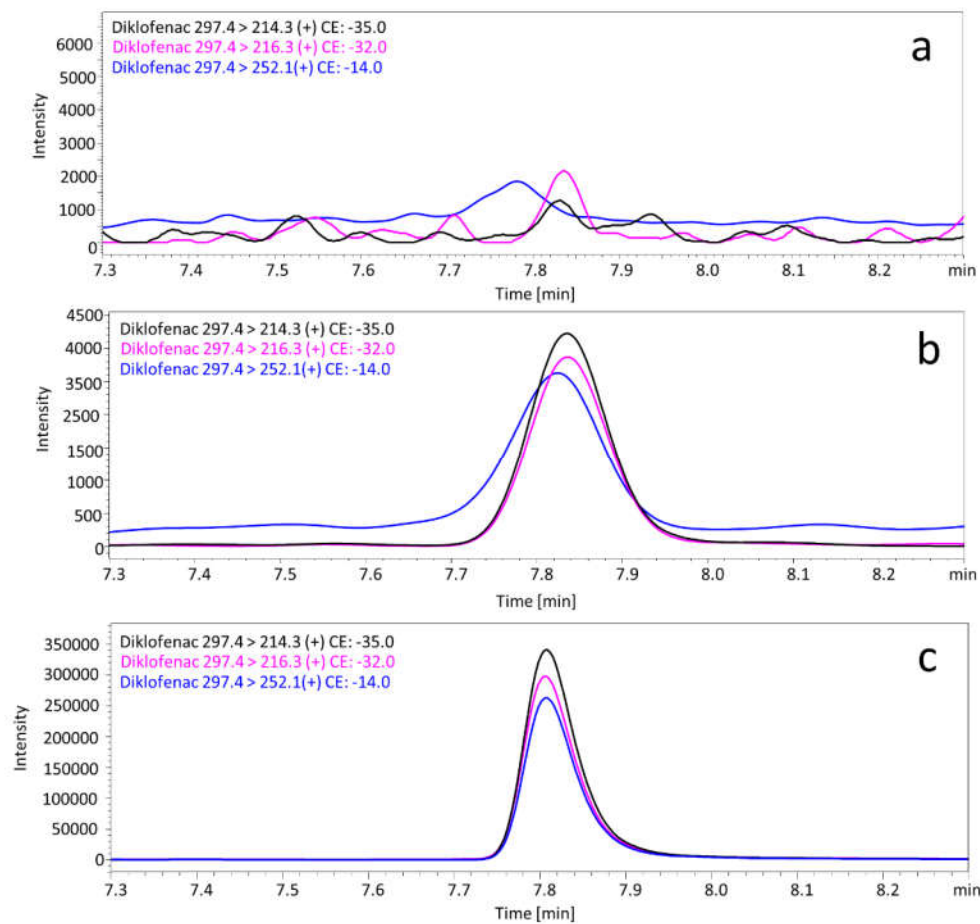 Diklofenac 297.4 > 214.3 (+) CE: -35.0
Diklofenac 297.4 > 216.3 (+) CE: -32.0
Diklofenac 297.4 > 252.1(+) CE: -14.0
a
Intensity
6000
5000
4000
3000
2000
1000
0
7.3 7.4 7.5 7.6 7.7 7.8 7.9 8.0 8.1 8.2 min
Time [min]
Diklofenac 297.4 > 214.3 (+) CE: -35.0
Diklofenac 297.4 > 216.3 (+) CE: -32.0
Diklofenac 297.4 > 252.1(+) CE: -14.0
b
Intensity
4500
4000
3500
2500
1500
1000
500
0
7.3 7.4 7.5 7.6 7.7 7.8 7.9 8.0 8.1 8.2 min
Time [min]
Diklofenac 297.4 > 214.3 (+) CE: -35.0
Diklofenac 297.4 > 216.3 (+) CE: -32.0
Diklofenac 297.4 > 252.1(+) CE: -14.0
c
Intensity
350000
300000
250000
200000
150000
100000
50000
0
7.3 7.4 7.5 7.6 7.7 7.8 7.9 8.0 8.1 8.2 min
Time [min]